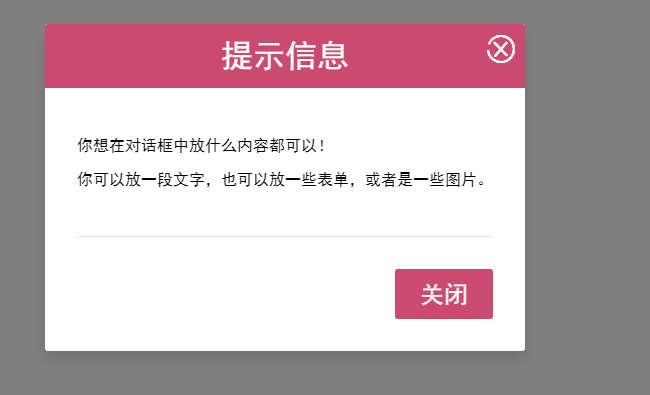 提示信息
你想在对话框中放什么内容都可以！
你可以放一段文字，也可以放一些表单，或者是一些图片。
关闭